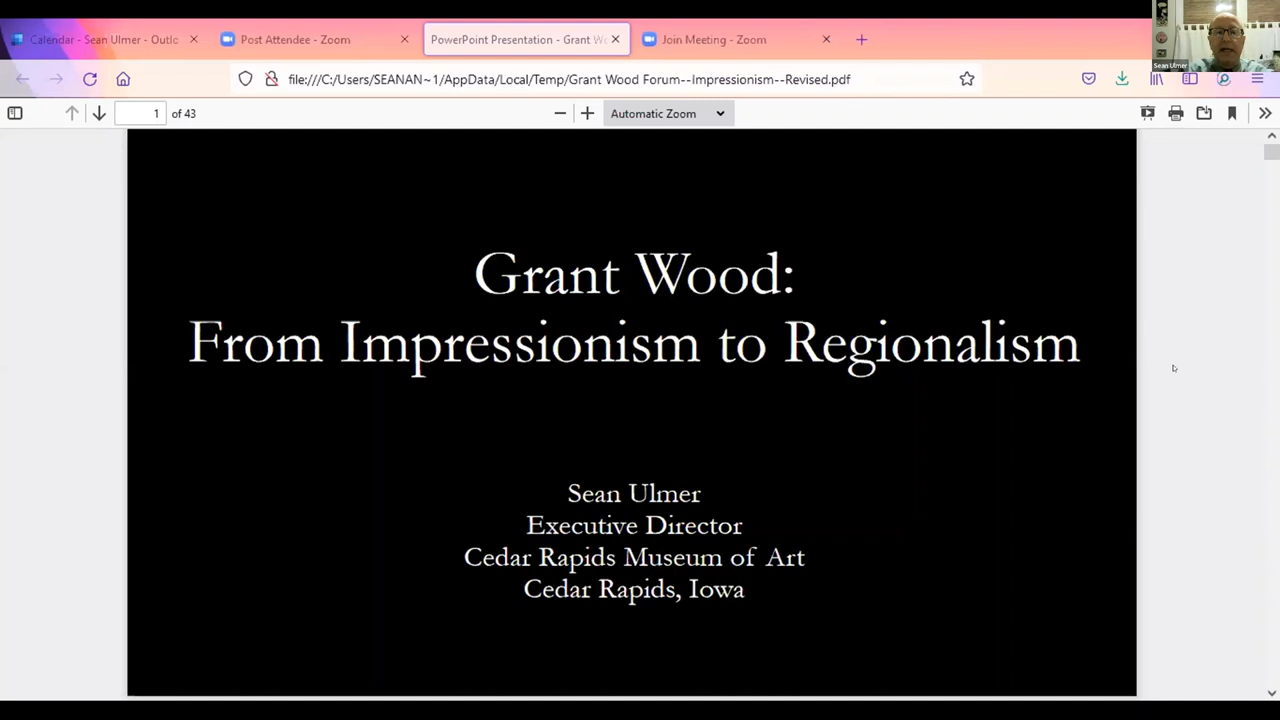 Calendar - Sean Ulmer - Outlo
Post Attendee - Zoom
PowerPoint Presentation - Grant W
Join Meeting - Zoom
file:///C:/Users/SEANAN~1/AppData/Local/Temp/Grant Wood Forum--Impressionism--Revised.pdf
Sean Ulmer
1 of 43
Automatic Zoom
Grant Wood:
From Impressionism to Regionalism
Sean Ulmer
Executive Director
Cedar Rapids Museum of Art
Cedar Rapids, Iowa